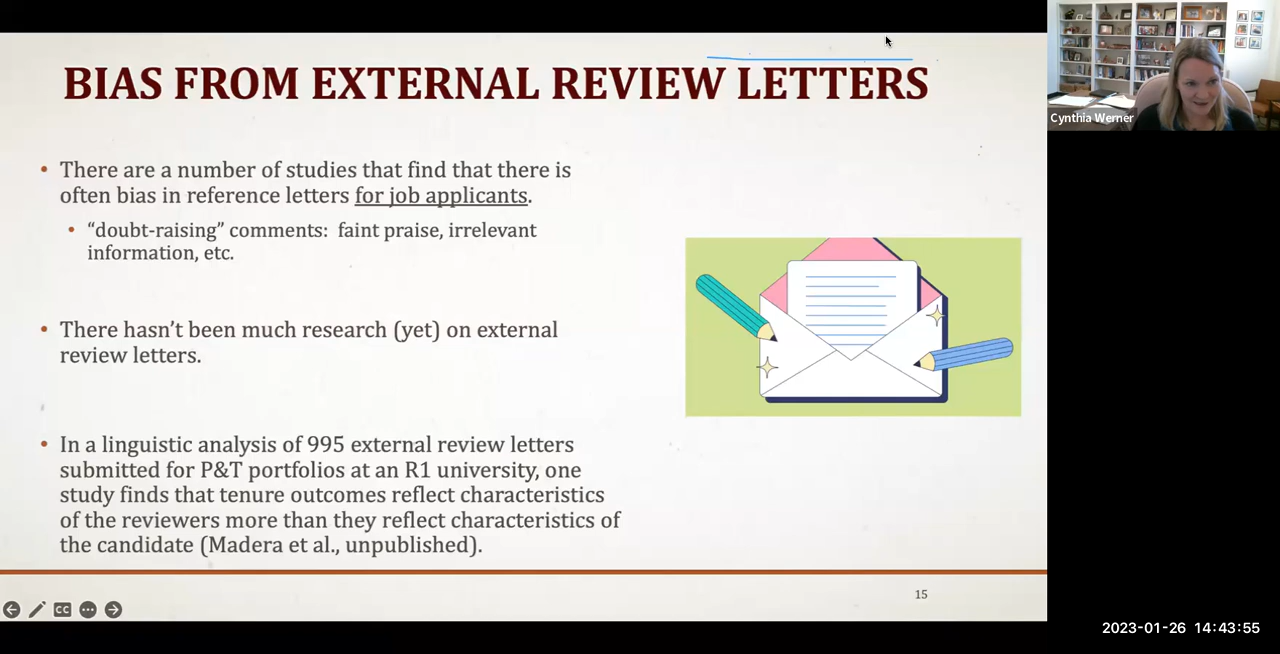 BIAS FROM EXTERNAL REVIEW LETTERS
• There are a number of studies that find that there is
often bias in reference letters for job applicants.
• “doubt-raising” comments:  faint praise, irrelevant
information, etc.
• There hasn’t been much research (yet) on external
review letters.
• In a linguistic analysis of 995 external review letters
submitted for P&T portfolios at an R1 university, one
study finds that tenure outcomes reflect characteristics
of the reviewers more than they reflect characteristics of
the candidate (Madera et al., unpublished).
15
CC
Cynthia Werner
2023-01-26 14:43:55